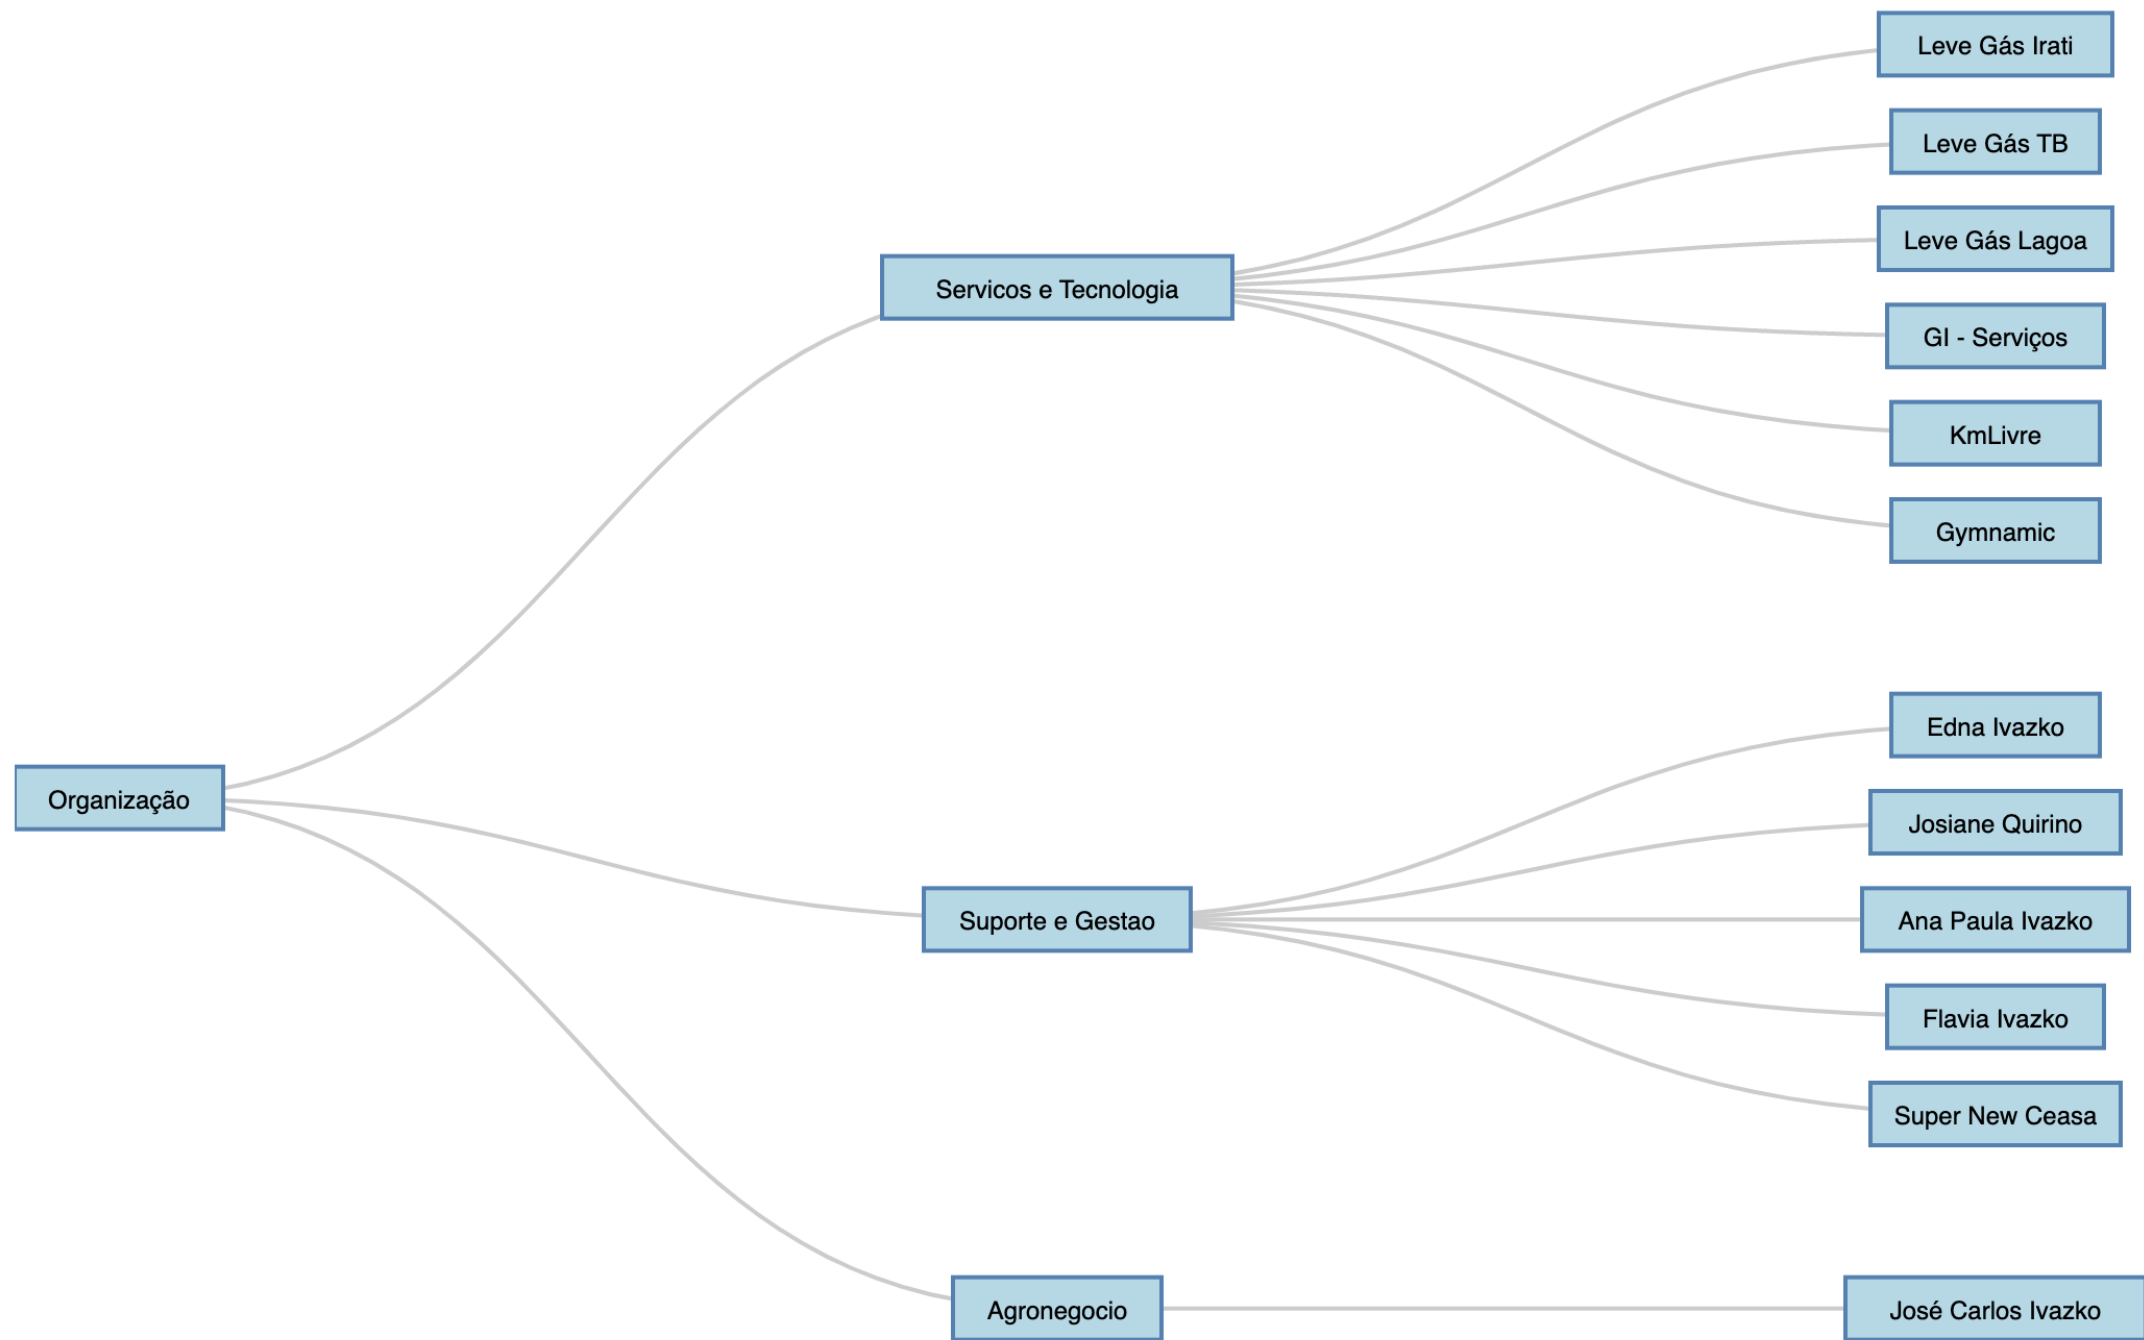 Organização
Servicos e Tecnologia
Leve Gás Irati
Leve Gás TB
Leve Gás Lagoa
GI - Serviços
KmLivre
Gymnamic
Suporte e Gestao
Edna Ivazko
Josiane Quirino
Ana Paula Ivazko
Flavia Ivazko
Super New Ceasa
Agronegocio
José Carlos Ivazko